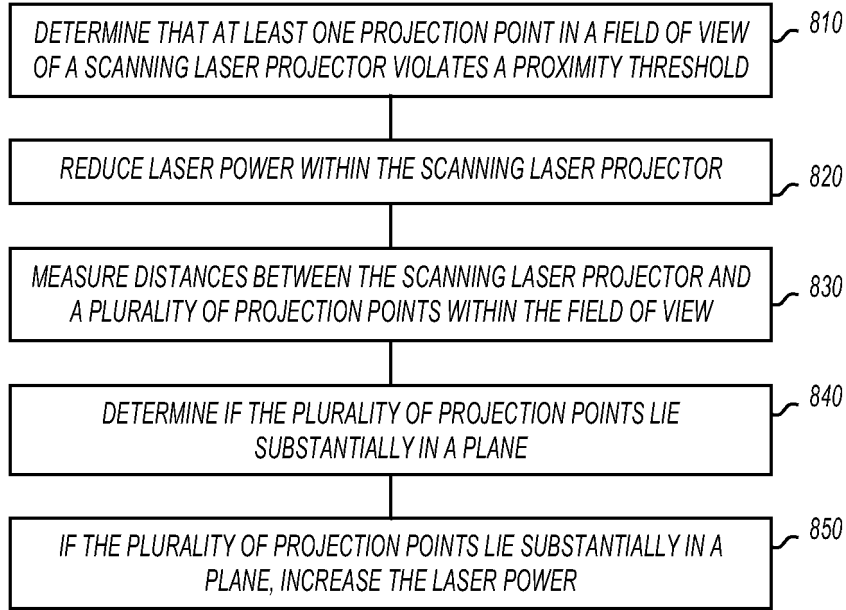 DETERMINE THAT AT LEAST ONE PROJECTION POINT IN A FIELD OF VIEW
OF A SCANNING LASER PROJECTOR VIOLATES A PROXIMITY THRESHOLD
810
REDUCE LASER POWER WITHIN THE SCANNING LASER PROJECTOR
820
MEASURE DISTANCES BETWEEN THE SCANNING LASER PROJECTOR AND
A PLURALITY OF PROJECTION POINTS WITHIN THE FIELD OF VIEW
830
DETERMINE IF THE PLURALITY OF PROJECTION POINTS LIE
SUBSTANTIALLY IN A PLANE
840
IF THE PLURALITY OF PROJECTION POINTS LIE SUBSTANTIALLY IN A
PLANE, INCREASE THE LASER POWER
850